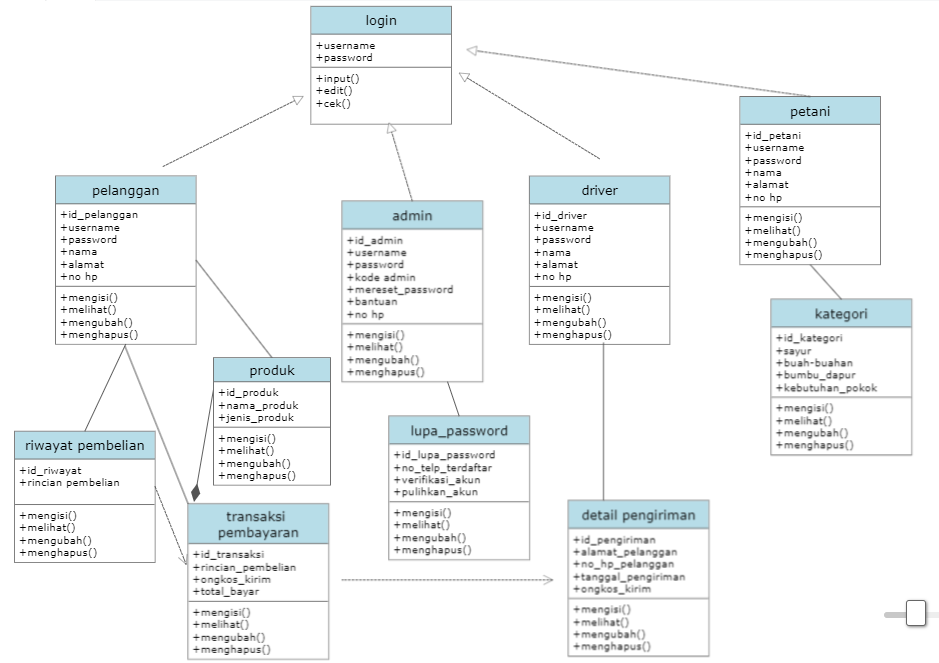 login
+username
+password
+input()
+edit()
+cek()
petani
+id_petani
+username
+password
+nama
+alamat
+no hp
+mengisi()
+melihat()
+mengubah()
+menghapus()
pelanggan
+id_pelanggan
+username
+password
+nama
+alamat
+no hp
+mengisi()
+melihat()
+mengubah()
+menghapus()
admin
+id_admin
+username
+password
+kode admin
+mereset_password
+bantuan
+no hp
+mengisi()
+melihat()
+mengubah()
+menghapus()
driver
+id_driver
+username
+password
+nama
+alamat
+no hp
+mengisi()
+melihat()
+mengubah()
+menghapus()
kategori
+id_kategori
+sayur
+buah-buahan
+bumbu_dapur
+kebutuhan_pokok
+mengisi()
+melihat()
+mengubah()
+menghapus()
produk
+id_produk
+nama_produk
+jenis_produk
+mengisi()
+melihat()
+mengubah()
+menghapus()
riwayat pembelian
+id_riwayat
+rincian pembelian
+mengisi()
+melihat()
+mengubah()
+menghapus()
lupa_password
+id_lupa_password
+no_telp_terdaftar
+verifikasi_akun
+pulihkan_akun
+mengisi()
+melihat()
+mengubah()
+menghapus()
transaksi
pembayaran
+id_transaksi
+rincian_pembelian
+ongkos_kirim
+total_bayar
+mengisi()
+melihat()
+mengubah()
+menghapus()
detail pengiriman
+id_pengiriman
+alamat_pelanggan
+no_hp_pelanggan
+tanggal_pengiriman
+ongkos_kirim
+mengisi()
+melihat()
+mengubah()
+menghapus()